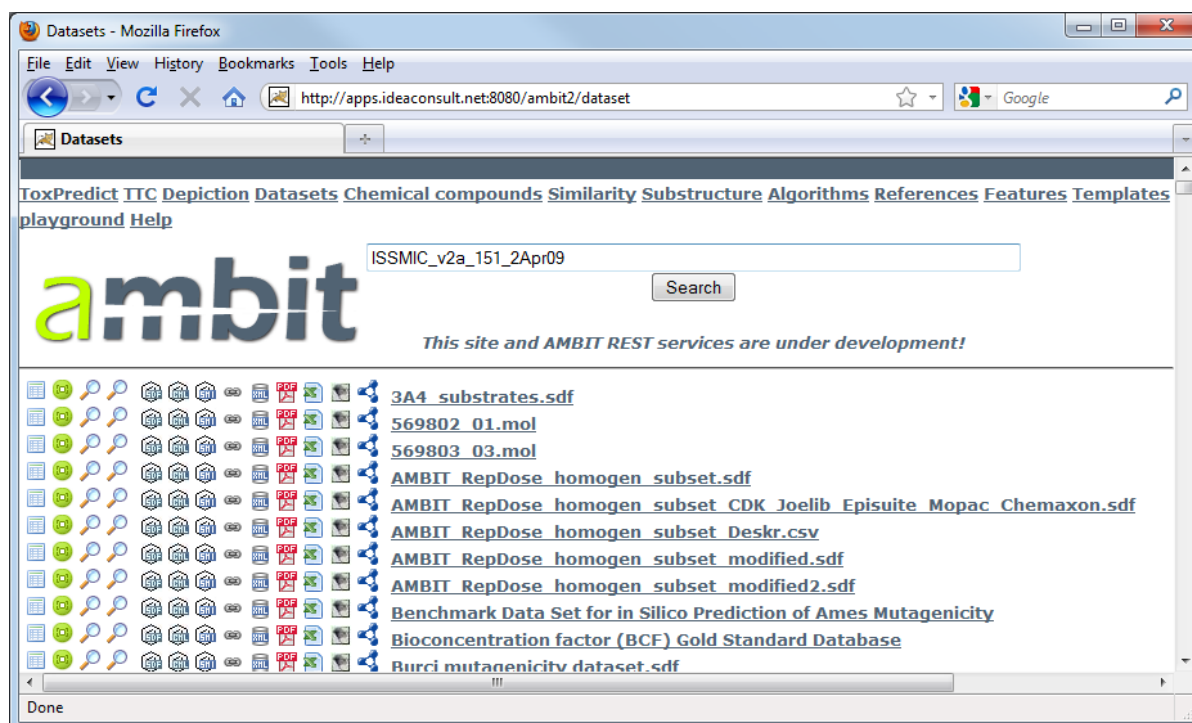 Datasets - Mozilla Firefox
File Edit View History Bookmarks Tools Help
http://apps.ideaconsult.net:8080/ambit2/dataset
Google
Datasets
ToxPredict TTC Depiction Datasets Chemical compounds Similarity Substructure Algorithms References Features Templates
playground Help
ISSMIC_v2a_151_2Apr09
ambit
Search
This site and AMBIT REST services are under development!
3A4_substrates.sdf
569802_01.mol
569803_03.mol
AMBIT_RepDose_homogen_subset.sdf
AMBIT_RepDose_homogen_subset_CDK_Joelib_Episuite_Mopac_Chemaxon.sdf
AMBIT_RepDose_homogen_subset_Deskr.csv
AMBIT_RepDose_homogen_subset_modified.sdf
AMBIT_RepDose_homogen_subset_modified2.sdf
Benchmark Data Set for in Silico Prediction of Ames Mutagenicity
Bioconcentration factor (BCF) Gold Standard Database
Burci mutagenicity dataset.sdf
Done